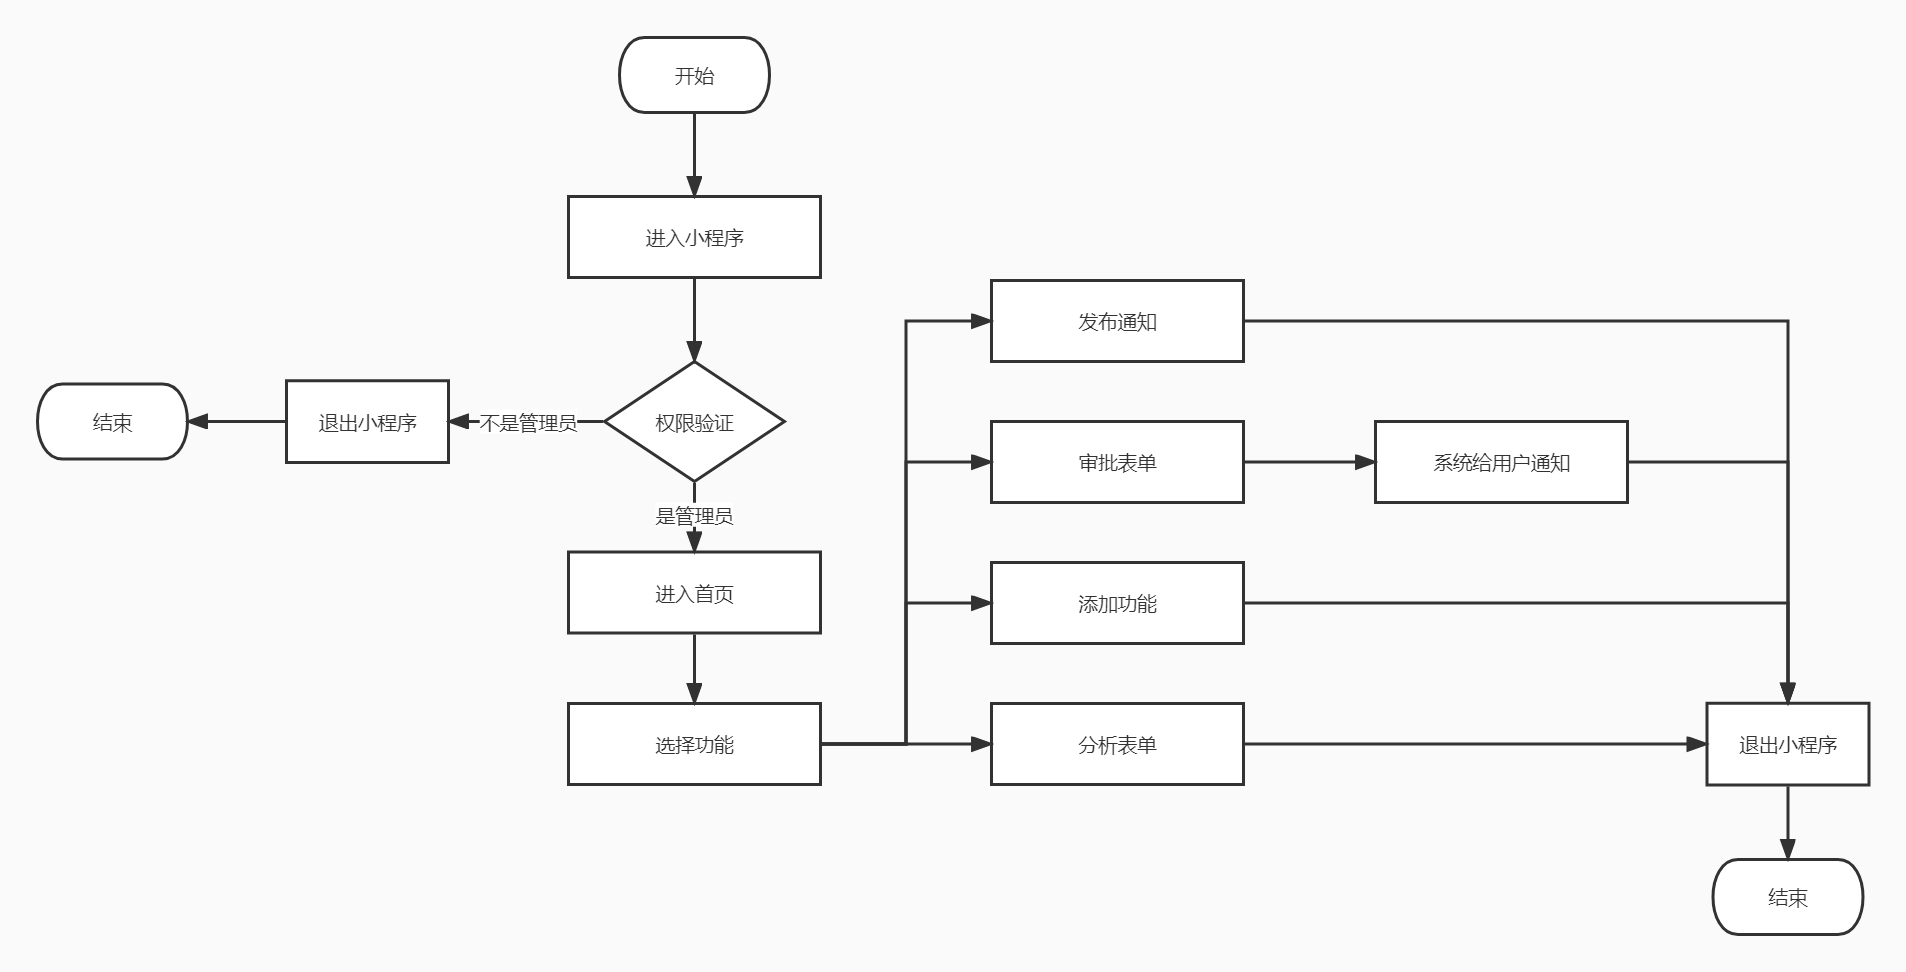 开始
进入小程序
发布通知
结束
退出小程序
不是管理员
权限验证
审批表单
系统给用户通知
是管理员
进入首页
添加功能
选择功能
分析表单
退出小程序
结束